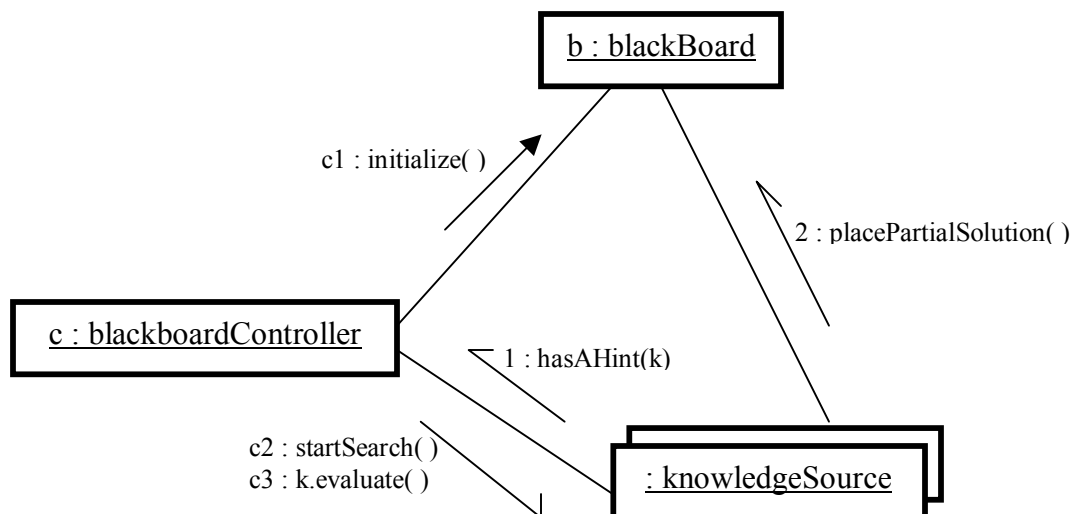 b : blackBoard
c1 : initialize( )
2 : placePartialSolution( )
c : blackboardController
1 : hasAHint(k)
c2 : startSearch( )
c3 : k.evaluate( )
: knowledgeSource